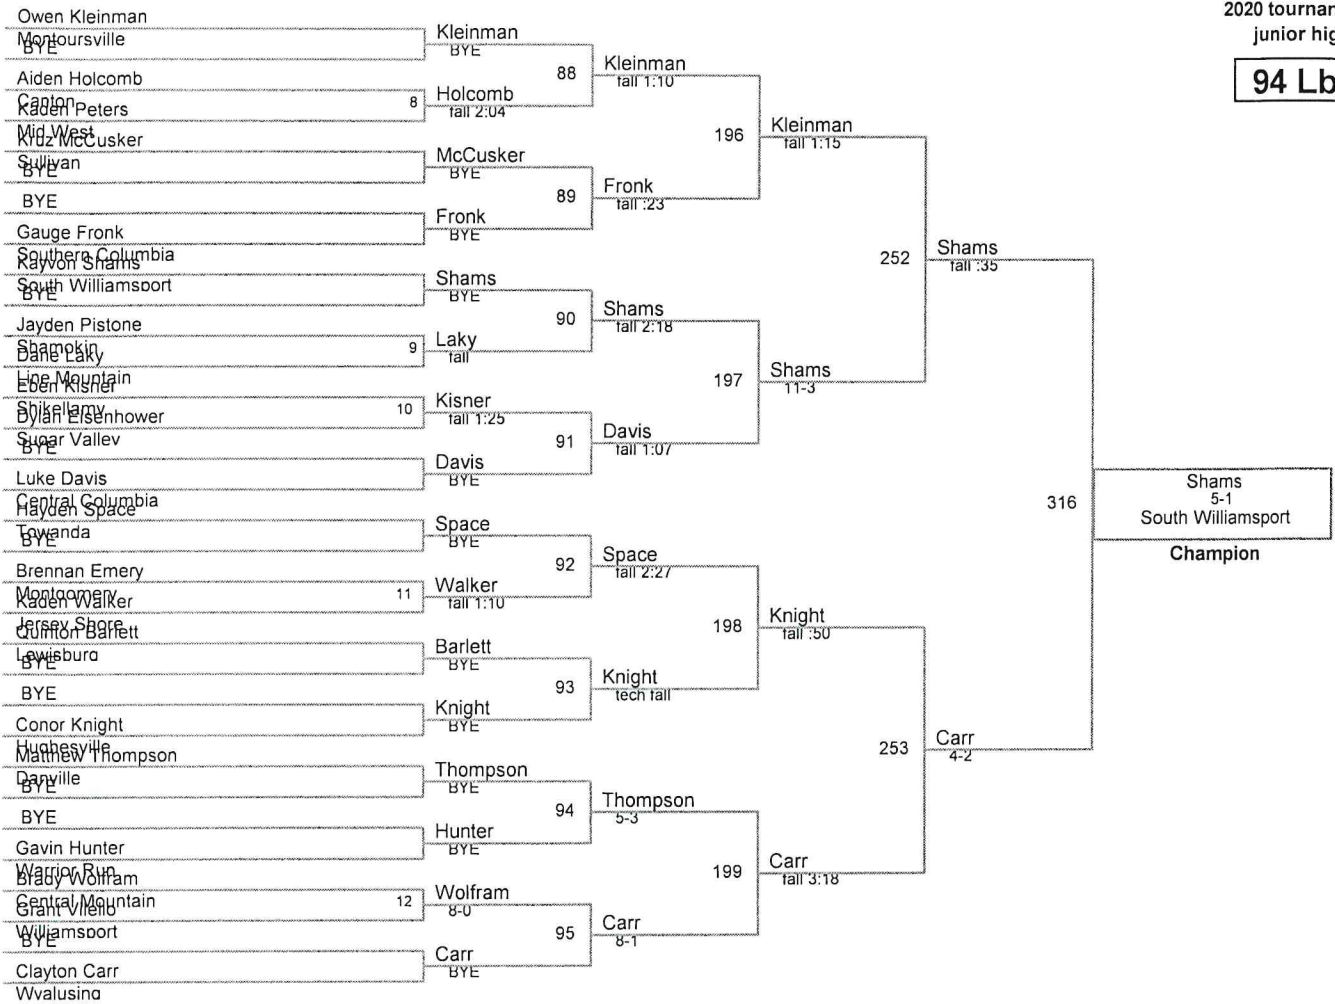 2020 tournar
junior hig
94 Lb
Owen Kleinman
Montoursville
BYE
Aiden Holcomb
Canton
Kaden Peters
Mid West
Kruz McCusker
Sullivan
BYE
BYE
Gauge Fronk
Southern Columbia
Kayvon Shams
South Williamsport
BYE
Jayden Pistone
Shamokin
Dane Laky
Line Mountain
Eben Kisner
Shikellamy
Dylan Eisenhower
Sugar Valley
BYE
Luke Davis
Central Columbia
Hayden Space
Towanda
BYE
Brennan Emery
Montgomery
Kaden Walker
Jersey Shore
Quinton Barlett
Lewisburg
BYE
BYE
Conor Knight
Hughesville
Matthew Thompson
Danville
BYE
BYE
Gavin Hunter
Warrior Run
Brady Wolfram
Central Mountain
Grant Vilello
Williamsport
BYE
Clayton Carr
Wyalusing
8
9
10
11
12
Kleinman
BYE
Holcomb
fall 2:04
McCusker
BYE
Fronk
BYE
Shams
BYE
Laky
fall
Kisner
fall 1:25
Davis
BYE
Space
BYE
Walker
fall 1:10
Barlett
BYE
Knight
BYE
Thompson
BYE
Hunter
BYE
Wolfram
8-0
Carr
BYE
88
89
90
91
92
93
94
95
Kleinman
fall 1:10
Fronk
fall :23
Shams
fall 2:18
Davis
fall 1:07
Space
fall 2:27
Knight
tech fall
Thompson
5-3
Carr
8-1
196
197
198
199
Kleinman
fall 1:15
Shams
11-3
Knight
fall :50
Carr
fall 3:18
252
253
Shams
fall :35
Carr
4-2
316
Shams
5-1
South Williamsport
Champion